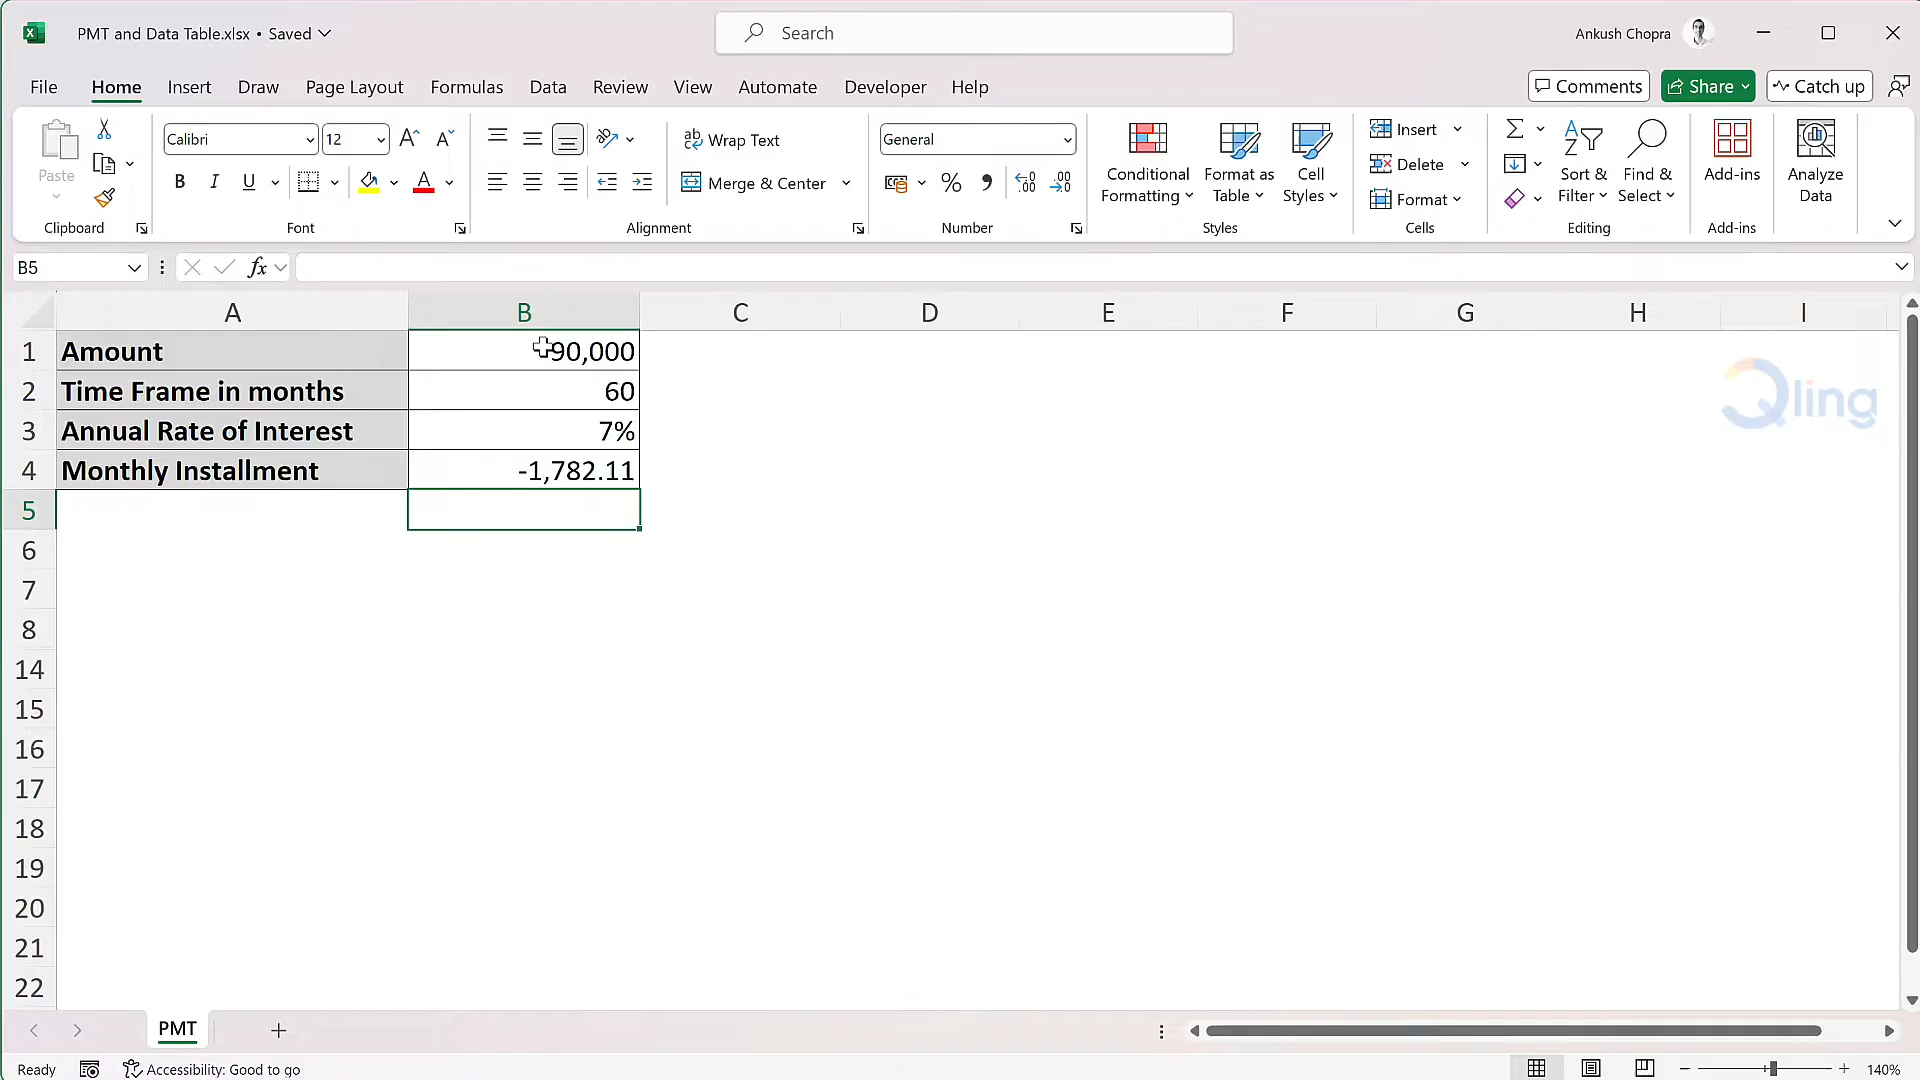 PMT and Data Table.xlsx • Saved
Search
Ankush Chopra
File Home Insert Draw Page Layout Formulas Data Review View Automate Developer Help
Comments Share Catch up
Paste
Clipboard
Calibri 12
B I U
Font
Wrap Text
Merge & Center
Alignment
General
Number
Conditional Formatting
Format as Table
Cell Styles
Styles
Insert
Delete
Format
Cells
Sort & Filter
Find & Select
Editing
Add-ins
Add-ins
Analyze Data
B5
fx
A B C D E F G H I
1 Amount 90,000
2 Time Frame in months 60
3 Annual Rate of Interest 7%
4 Monthly Installment -1,782.11
5
6
7
8
14
15
16
17
18
19
20
21
22
Qling
PMT
Ready
Accessibility: Good to go
140%